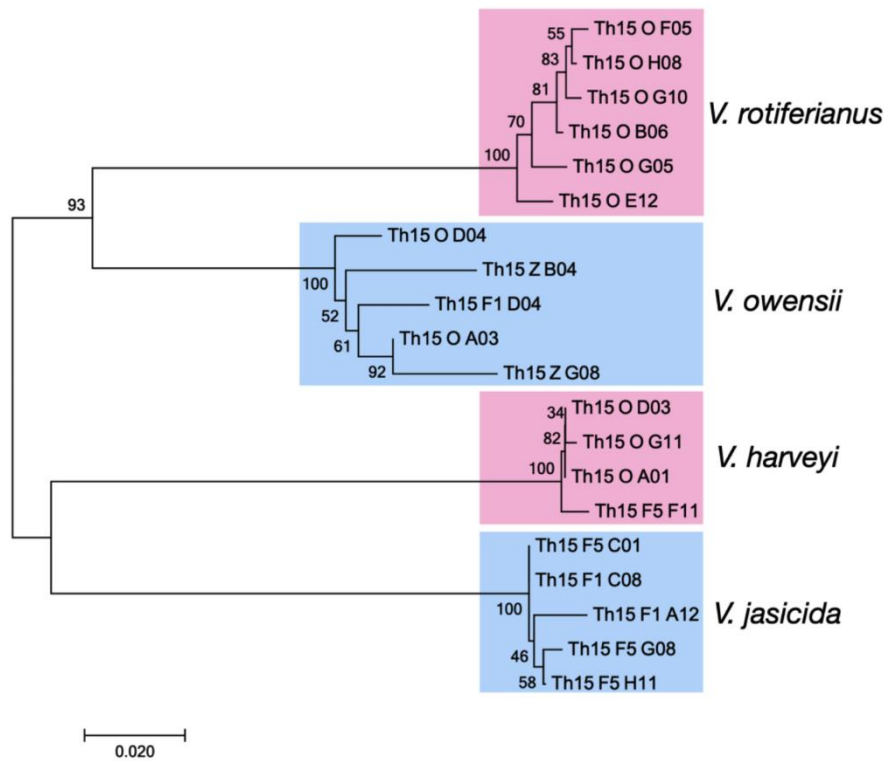 55
Th15 O F05
83
Th15 O H08
81
Th15 O G10
V. rotiferianus
70
Th15 O B06
100
Th15 O G05
93
Th15 O E12
Th15 O D04
100
Th15 Z B04
V. owensii
52
Th15 F1 D04
61
Th15 O A03
92
Th15 Z G08
34
Th15 O D03
82
Th15 O G11
V. harveyi
100
Th15 O A01
Th15 F5 F11
Th15 F5 C01
Th15 F1 C08
100
Th15 F1 A12
V. jasicida
46
Th15 F5 G08
58
Th15 F5 H11
0.020